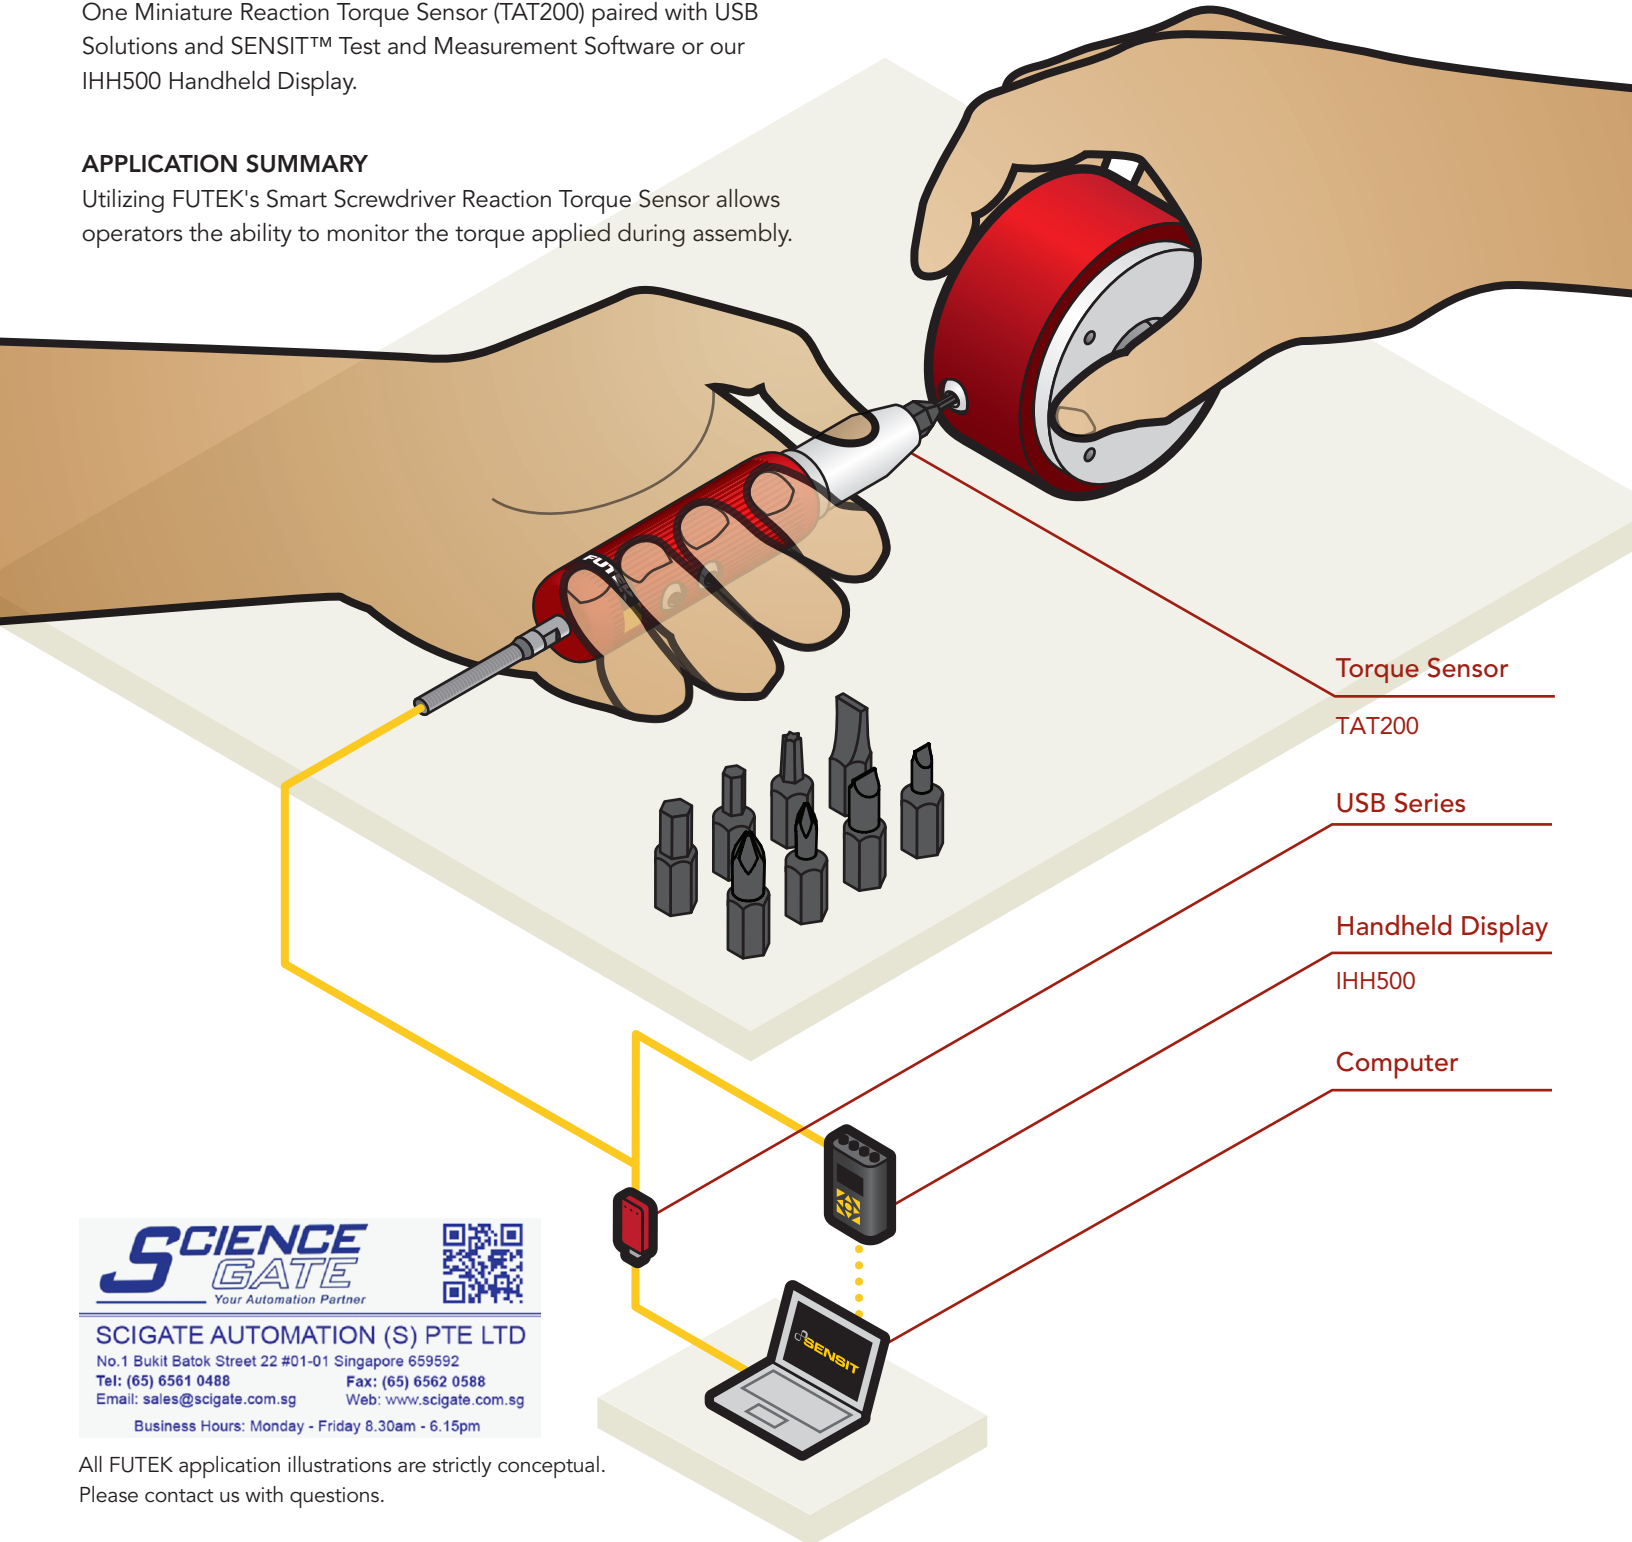 One Miniature Reaction Torque Sensor (TAT200) paired with USB
Solutions and SENSIT™ Test and Measurement Software or our
IHH500 Handheld Display.
APPLICATION SUMMARY
Utilizing FUTEK's Smart Screwdriver Reaction Torque Sensor allows
operators the ability to monitor the torque applied during assembly.
FUTEK
Torque Sensor
TAT200
USB Series
Handheld Display
IHH500
Computer
SENSIT
SCIENCE
GATE
Your Automation Partner
SCIGATE AUTOMATION (S) PTE LTD
No.1 Bukit Batok Street 22 #01-01 Singapore 659592
Tel: (65) 6561 0488 Fax: (65) 6562 0588
Email: sales@scigate.com.sg Web: www.scigate.com.sg
Business Hours: Monday - Friday 8.30am - 6.15pm
All FUTEK application illustrations are strictly conceptual.
Please contact us with questions.